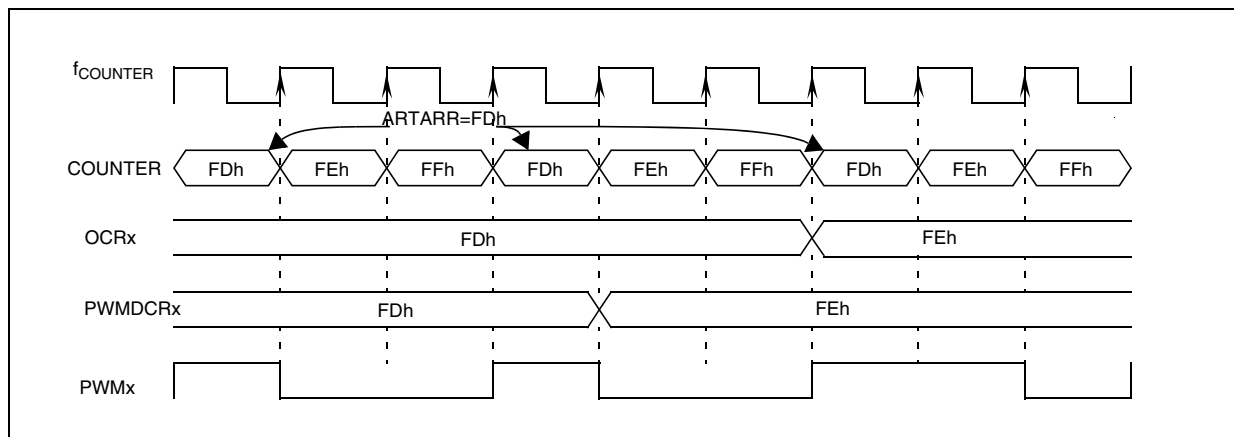 fCOUNTER
ARTARR=FDh
COUNTER FDh FEh FFh FDh FEh FFh FDh FEh FFh
OCRx FDh FEh
PWMDCRx FDh FEh
PWMx